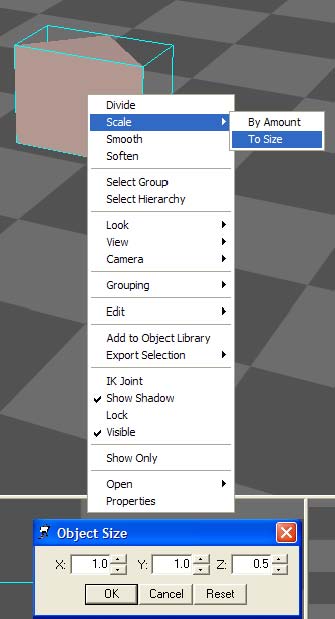 Divide
Scale
By Amount
Smooth
To Size
Soften
Select Group
Select Hierarchy
Look
View
Camera
Grouping
Edit
Add to Object Library
Export Selection
IK Joint
Show Shadow
Lock
Visible
Show Only
Open
Properties
Object Size
X: 1.0 Y: 1.0 Z: 0.5
OK Cancel Reset